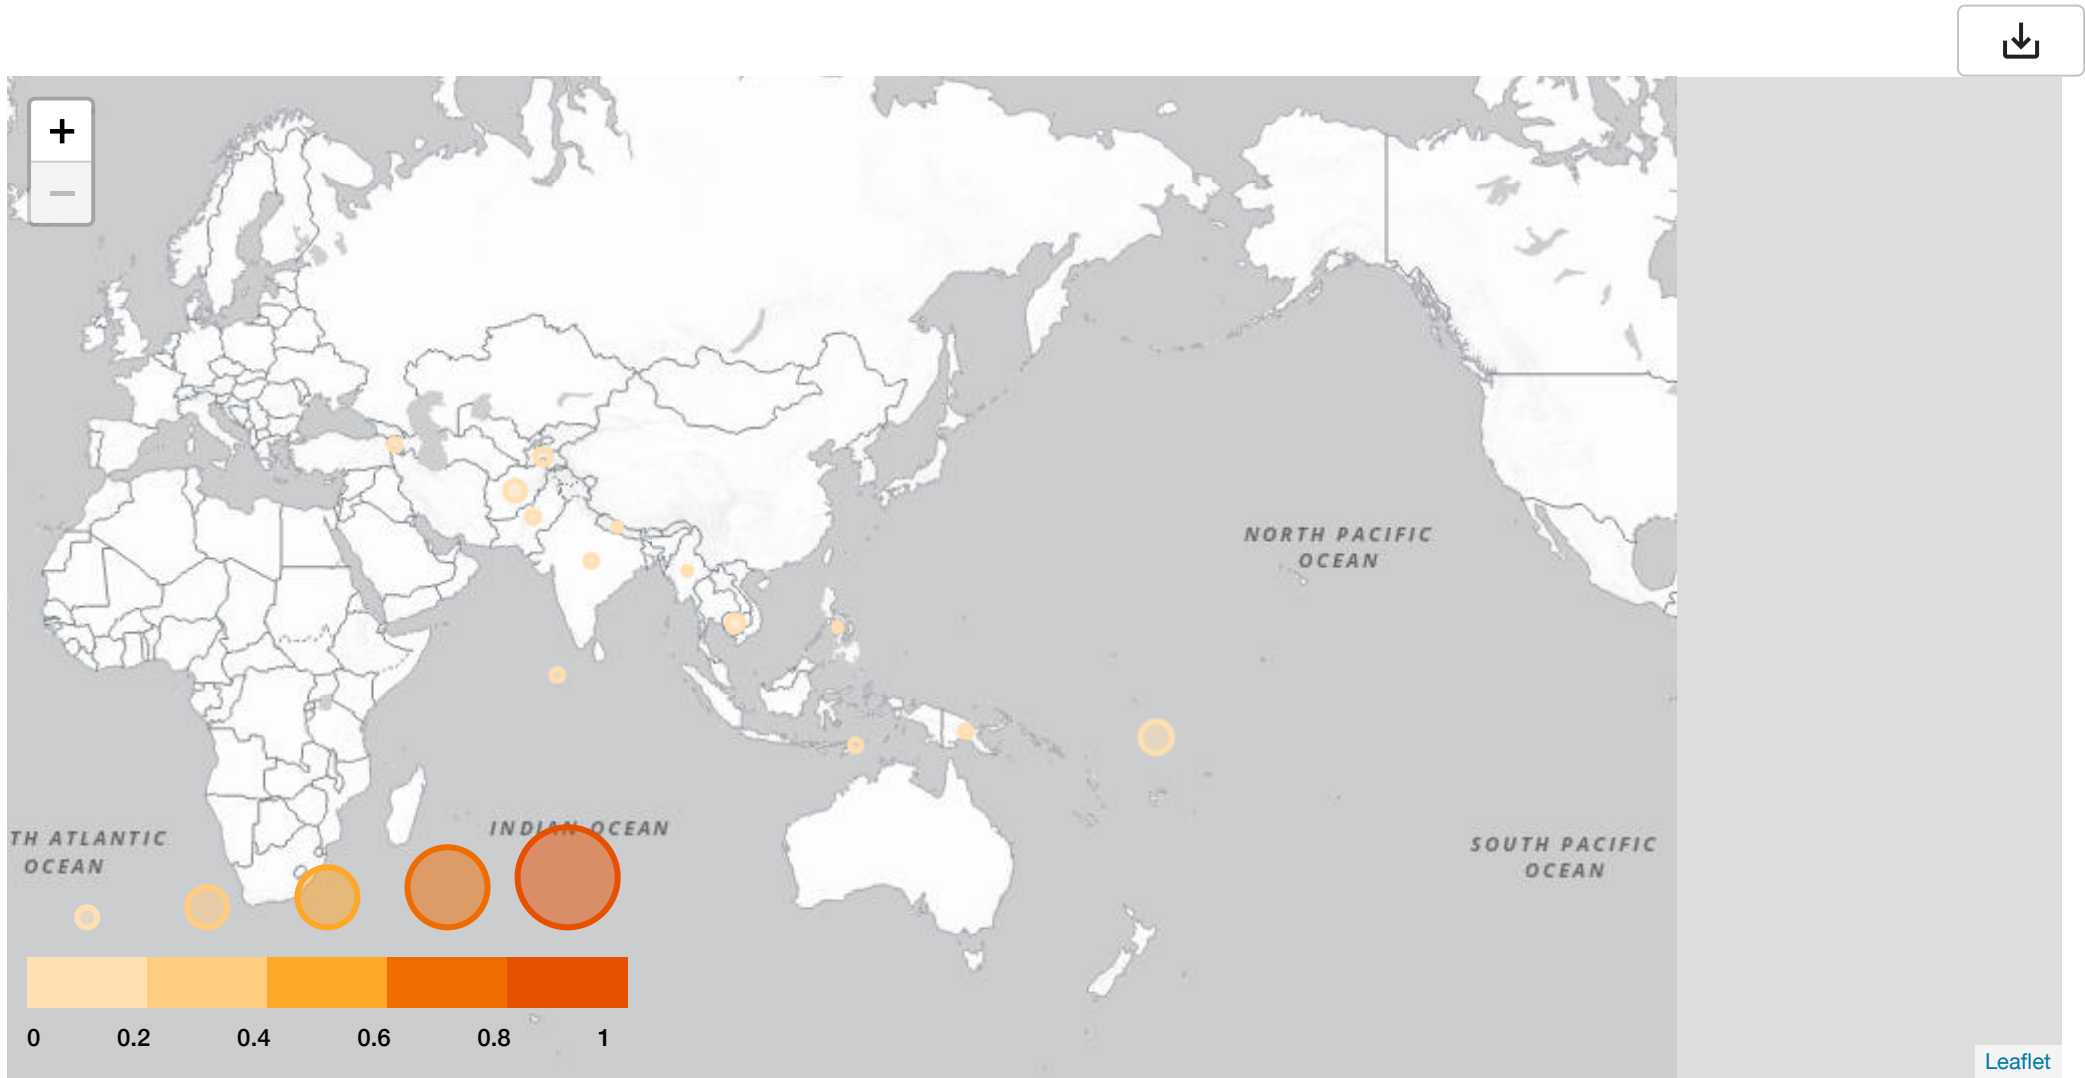 +
−
NORTH PACIFIC
OCEAN
TH ATLANTIC
OCEAN
INDIAN OCEAN
SOUTH PACIFIC
OCEAN
0 0.2 0.4 0.6 0.8 1
Leaflet